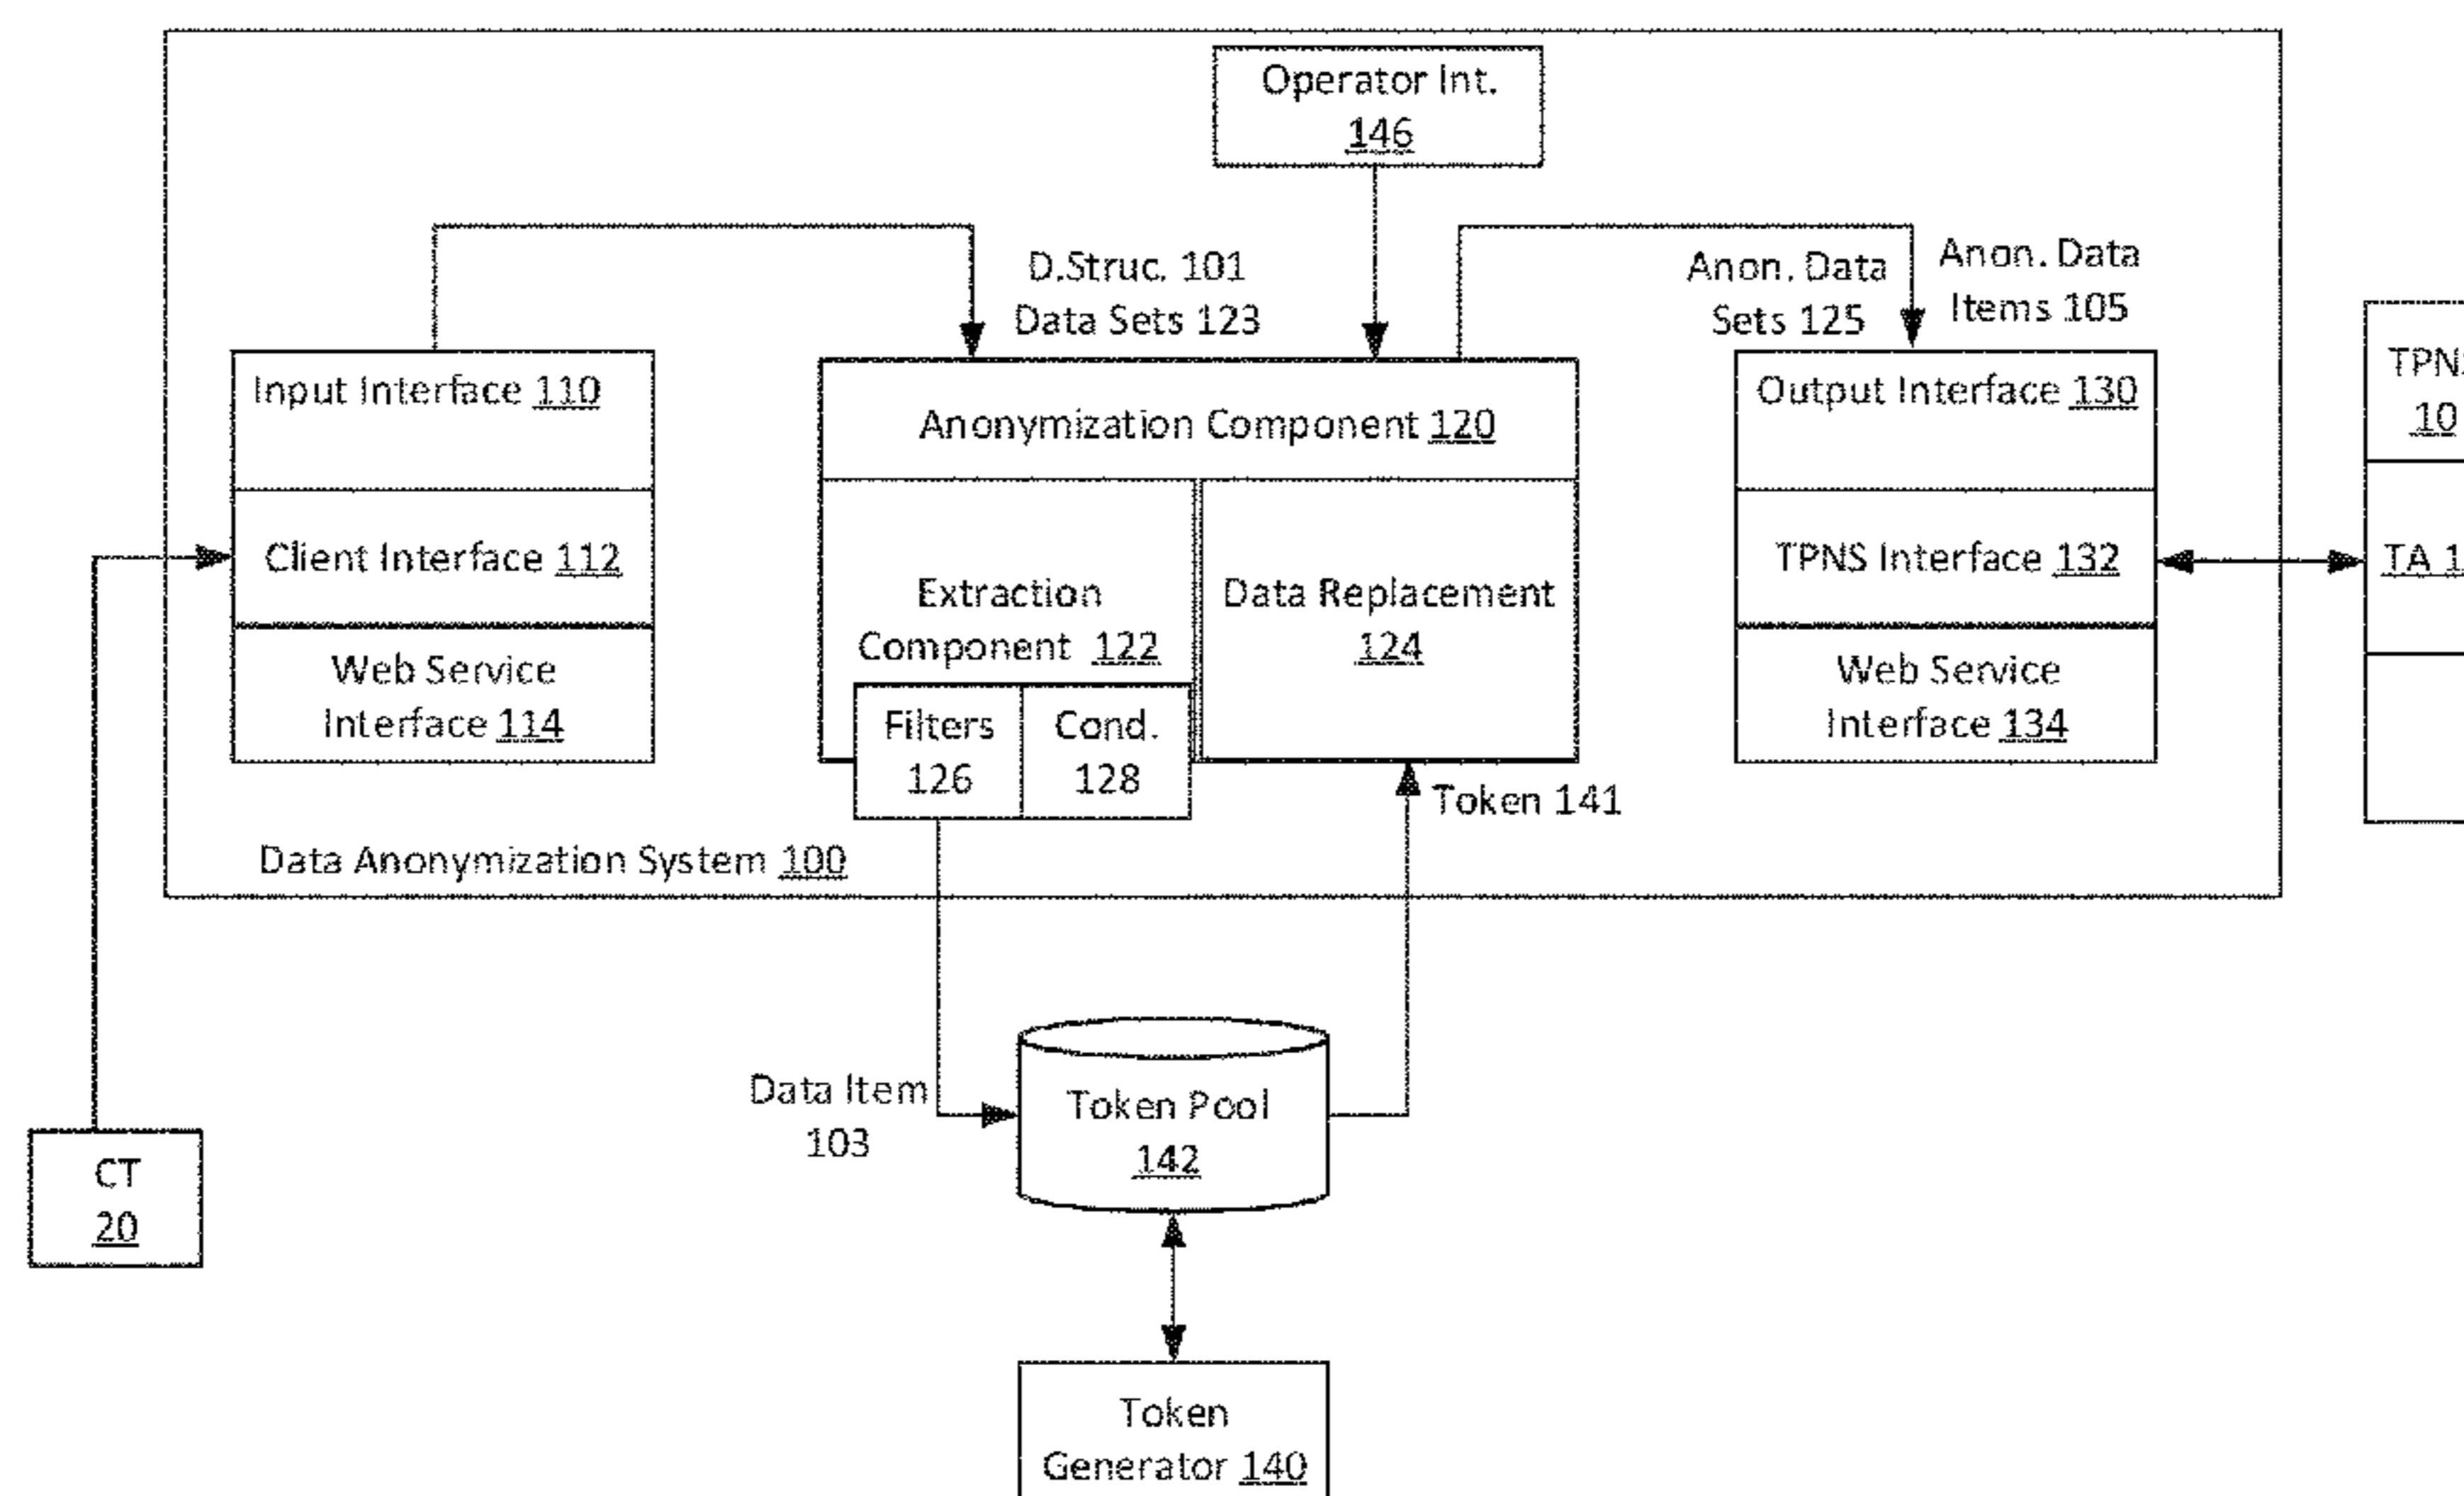 Operator Int.
146
D.Struc. 101
Data Sets 123
Anon. Data
Sets 125
Anon. Data
Items 105
Input Interface 110
Client Interface 112
Web Service
Interface 114
Anonymization Component 120
Extraction
Component 122
Data Replacement
124
Filters
126
Cond.
128
Output Interface 130
TPNS Interface 132
Web Service
Interface 134
10
TA
Token 141
Data Anonymization System 100
Data Item
103
Token Pool
142
CT
20
Token
Generator 140